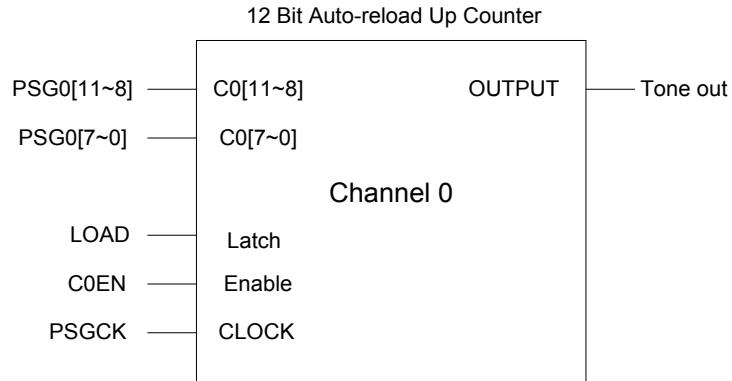 12 Bit Auto-reload Up Counter
PSG0[11~8] C0[11~8] OUTPUT Tone out
PSG0[7~0] C0[7~0]
Channel 0
LOAD Latch
C0EN Enable
PSGCK CLOCK